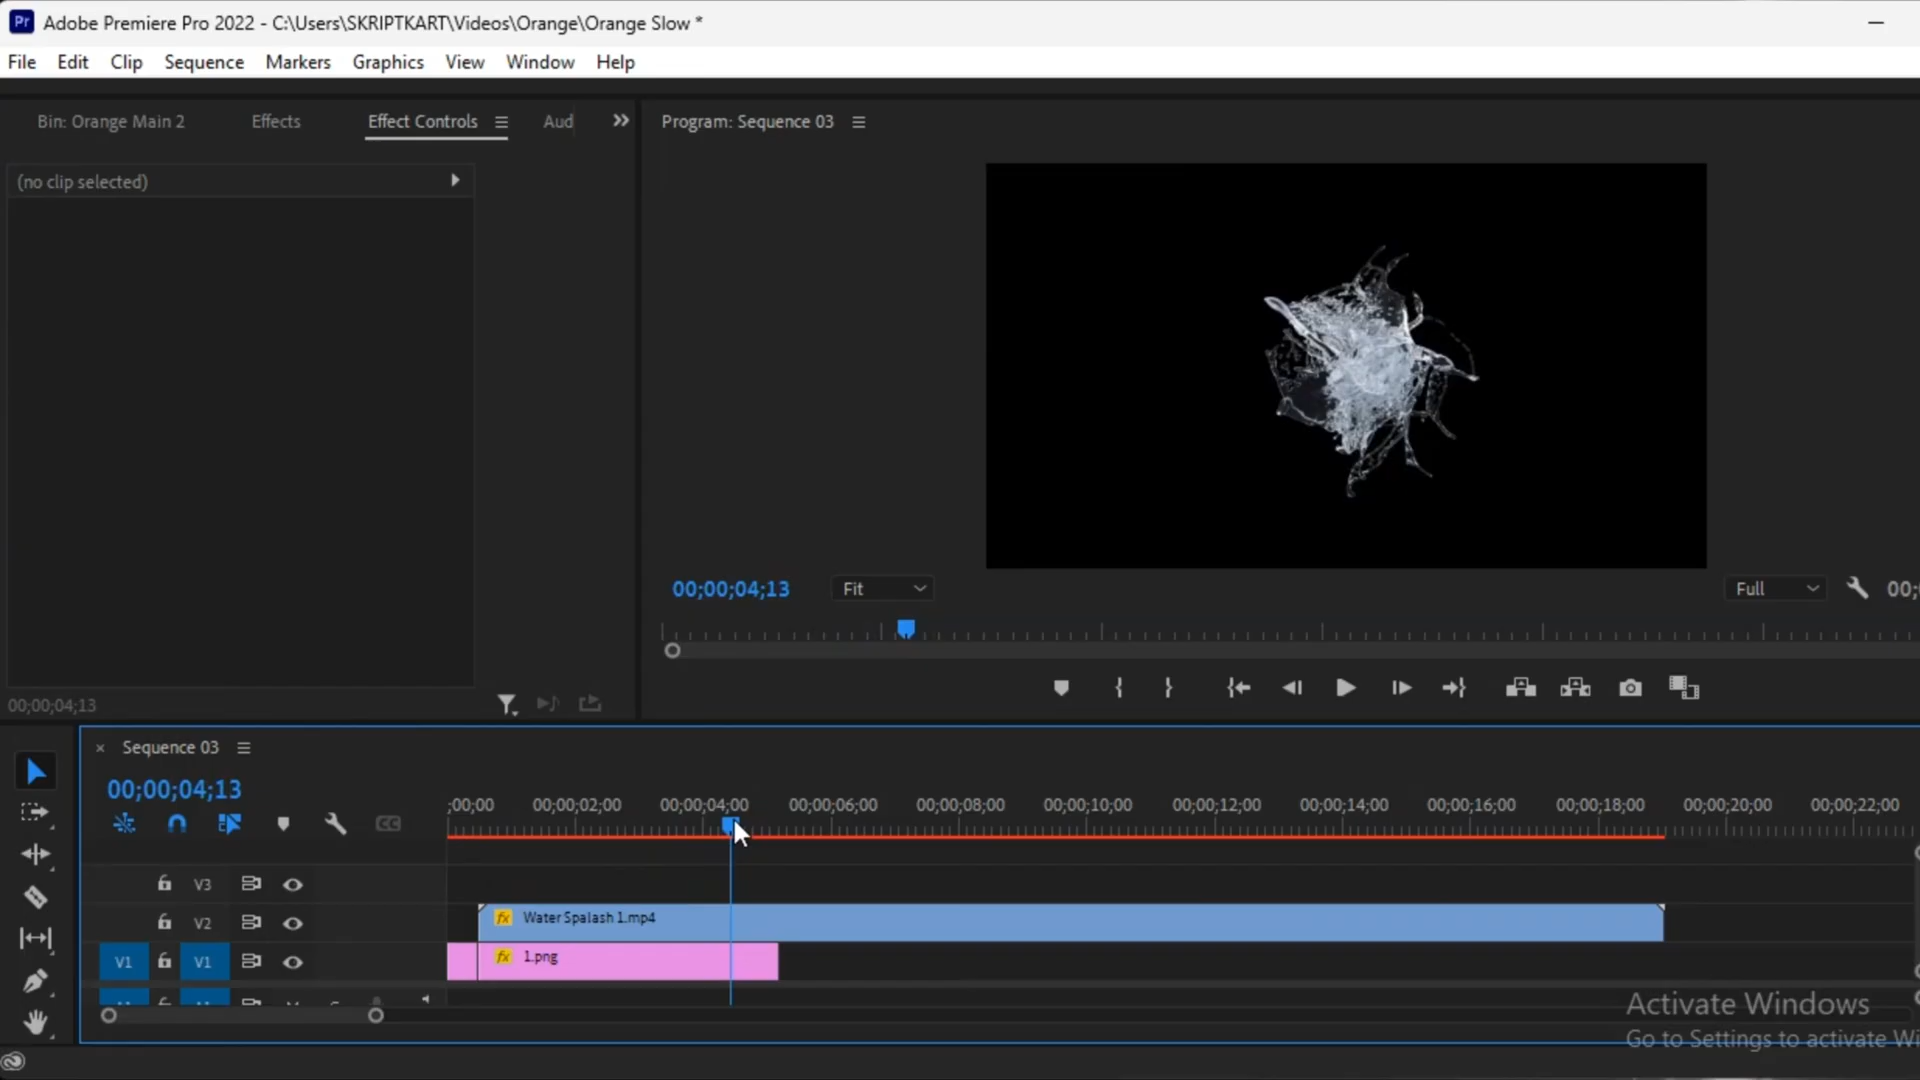 Pr Adobe Premiere Pro 2022 - C:\Users\SKRIPTKART\Videos\Orange\Orange Slow *
File Edit Clip Sequence Markers Graphics View Window Help
Bin: Orange Main 2 Effects Effect Controls Aud Program: Sequence 03
(no clip selected)
00;00;04;13 Fit Full 00;
00;00;04;13
Sequence 03
00;00;04;13
;00;00 00;00;02;00 00;00;04;00 00;00;06;00 00;00;08;00 00;00;10;00 00;00;12;00 00;00;14;00 00;00;16;00 00;00;18;00 00;00;20;00 00;00;22;00
CC
V3
V2 fx Water Spalash 1.mp4
V1 V1 fx 1.png
Activate Windows
Go to Settings to activate Wi